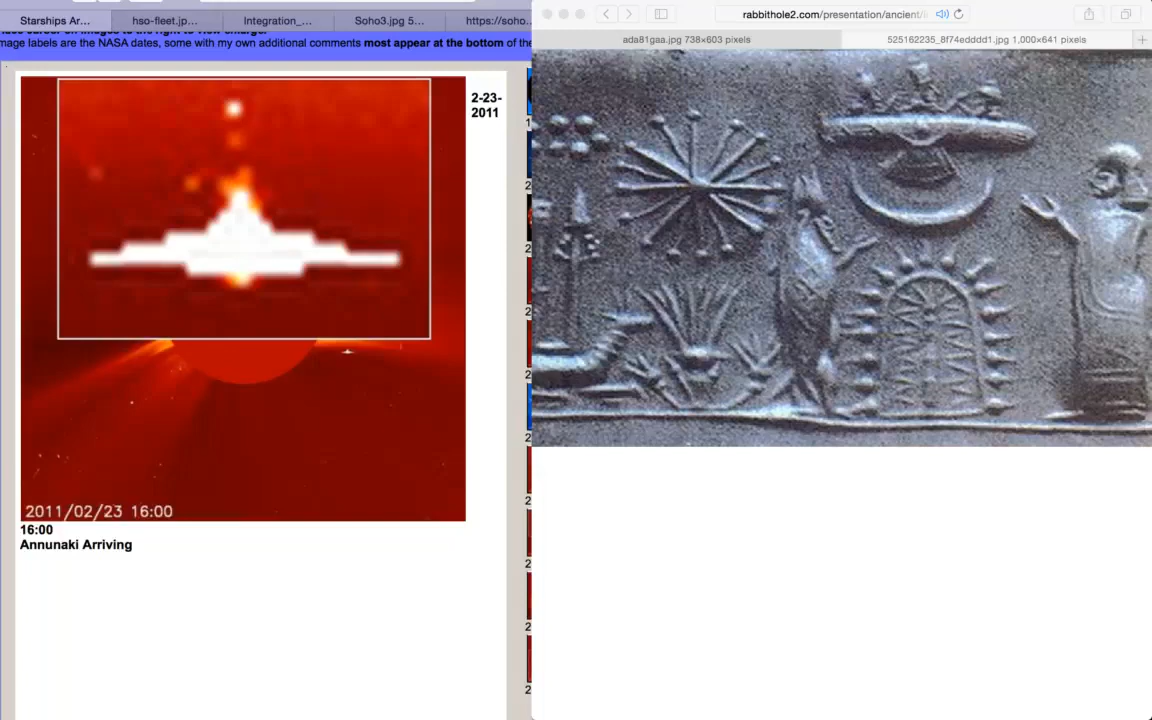 Starships Ar...
hso-fleet.jp...
Integration_...
Soho3.jpg 5...
https://soho.
mage labels are the NASA dates, some with my own additional comments most appear at the bottom of the
2-23-
2011
2011/02/23 16:00
16:00
Annunaki Arriving
rabbithole2.com/presentation/ancient/
ada81gaa.jpg 738×603 pixels
525162235_8f74edddd1.jpg 1,000×641 pixels